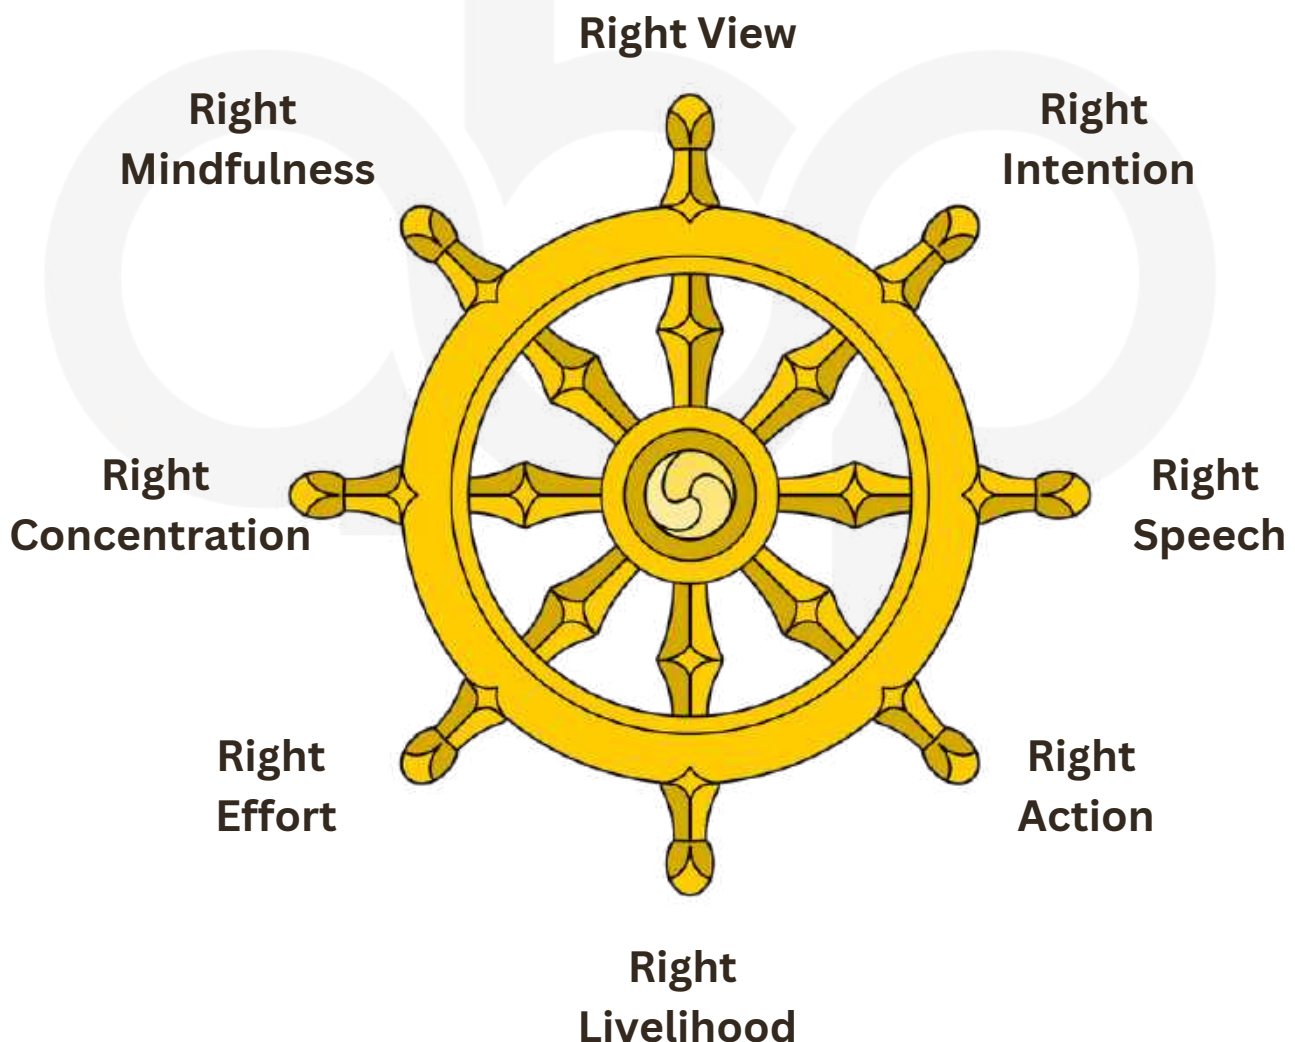 Right View
Right
Mindfulness
Right
Intention
Right
Concentration
Right
Speech
Right
Effort
Right
Action
Right
Livelihood